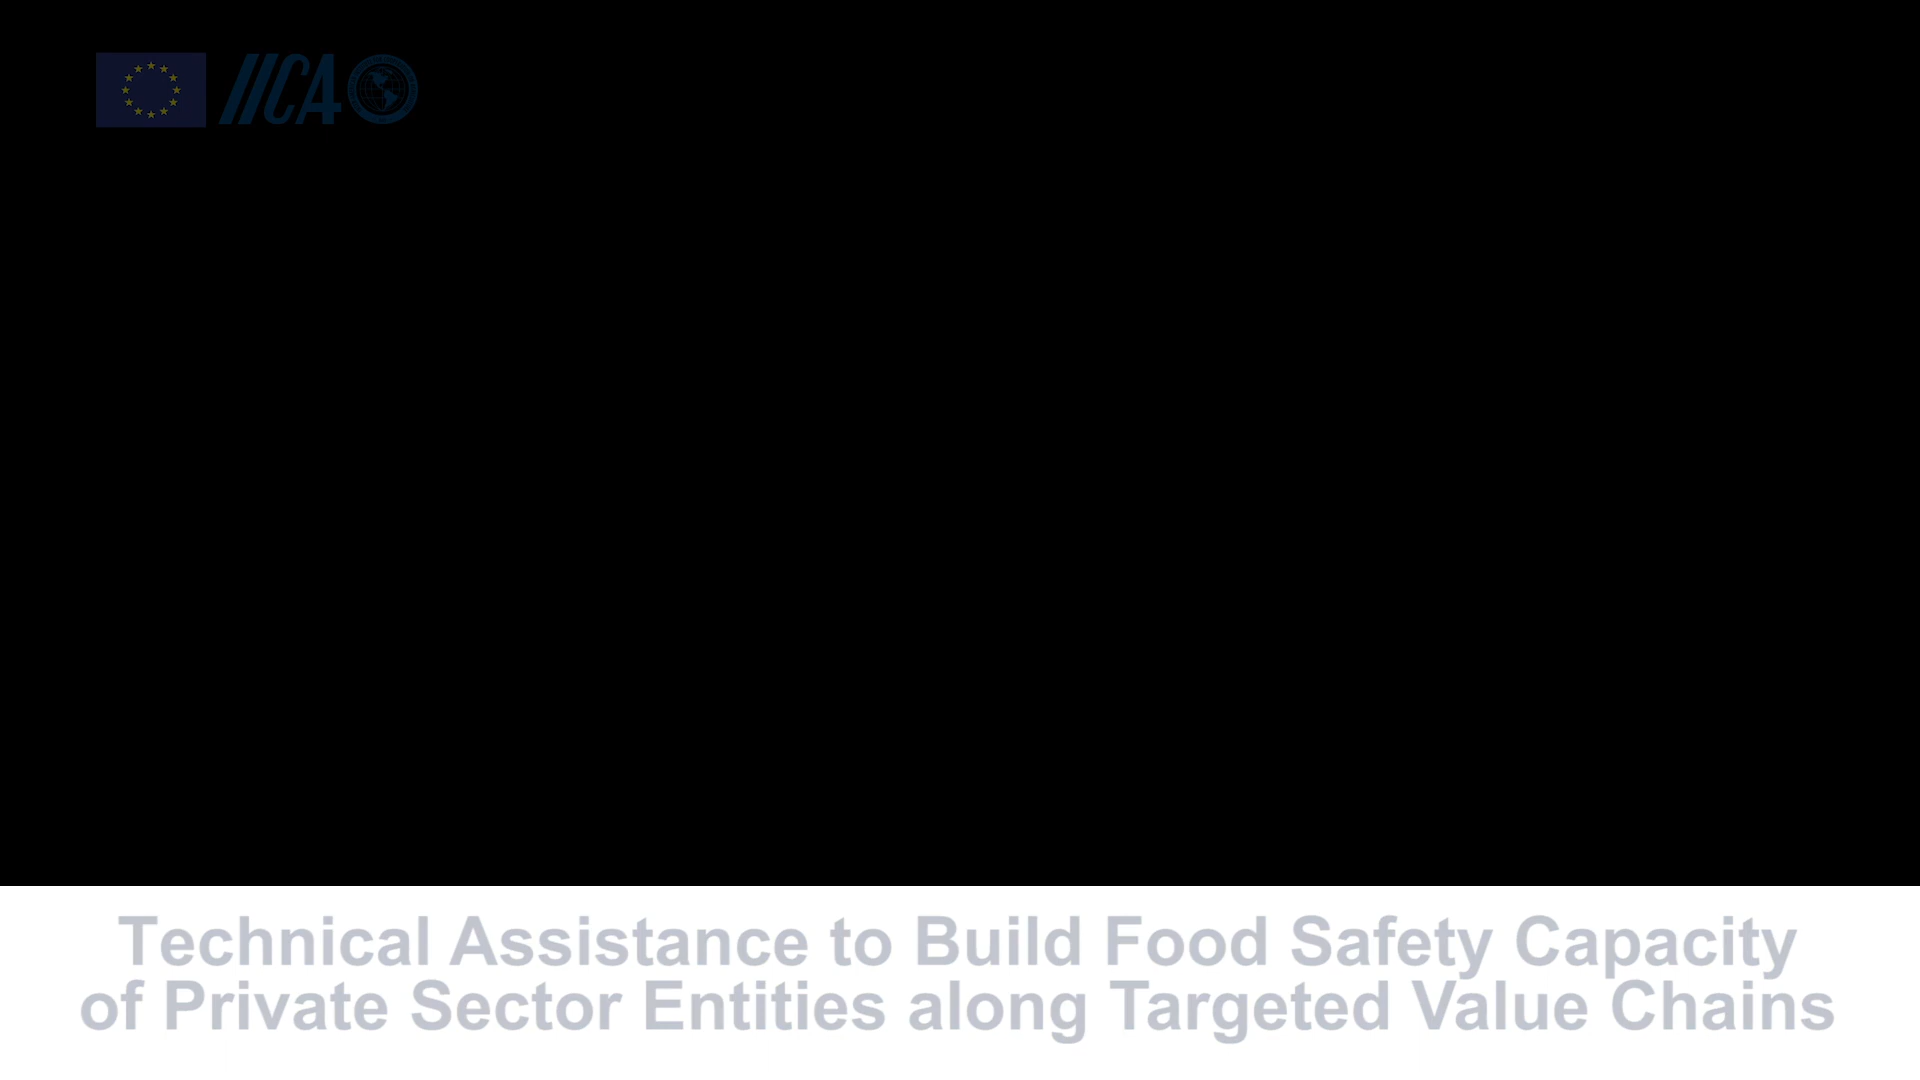 IICA
Technical Assistance to Build Food Safety Capacity
of Private Sector Entities along Targeted Value Chains